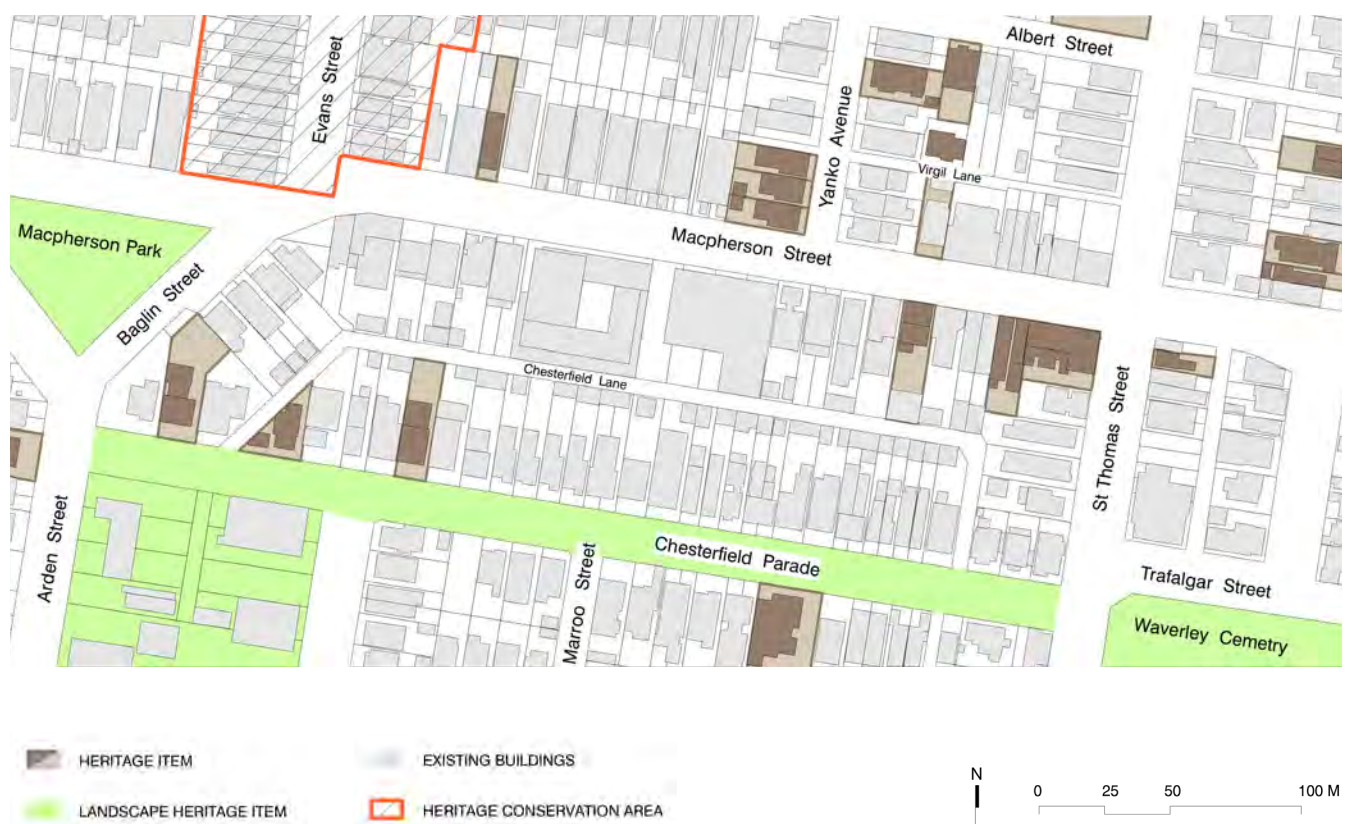 Albert Street
Evans Street
Yanko Avenue
Virgil Lane
Macpherson Park
Macpherson Street
Baglin Street
Chesterfield Lane
St Thomas Street
Arden Street
Marroo Street
Chesterfield Parade
Trafalgar Street
Waverley Cemetry
HERITAGE ITEM
EXISTING BUILDINGS
LANDSCAPE HERITAGE ITEM
HERITAGE CONSERVATION AREA
N
0 25 50 100 M